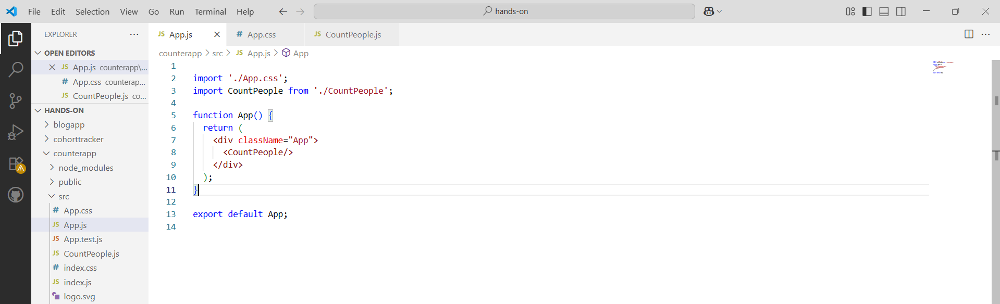 File Edit Selection View Go Run Terminal Help hands-on
EXPLORER
OPEN EDITORS
JS App.js counterapp\...
# App.css counterap...
JS CountPeople.js co...
HANDS-ON
blogapp
cohorttracker
counterapp
node_modules
public
src
# App.css
JS App.js
JS App.test.js
JS CountPeople.js
# index.css
JS index.js
logo.svg
JS App.js # App.css JS CountPeople.js
counterapp > src > JS App.js > App
1
2 import './App.css';
3 import CountPeople from './CountPeople';
4
5 function App() {
6 return (
7 <div className="App">
8 <CountPeople/>
9 </div>
10 );
11 }
12
13 export default App;
14